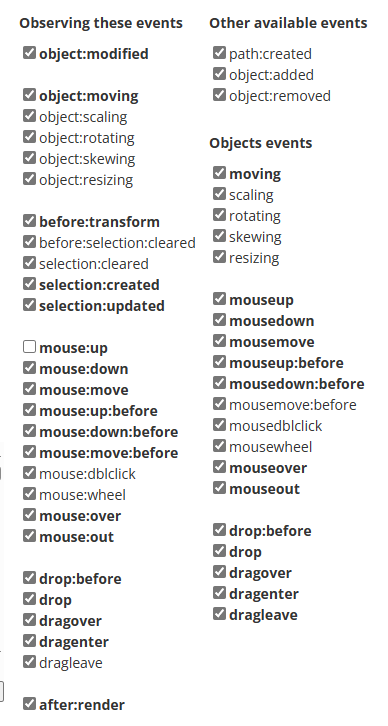 Observing these events
object:modified
object:moving
object:scaling
object:rotating
object:skewing
object:resizing
before:transform
before:selection:cleared
selection:cleared
selection:created
selection:updated
mouse:up
mouse:down
mouse:move
mouse:up:before
mouse:down:before
mouse:move:before
mouse:dblclick
mouse:wheel
mouse:over
mouse:out
drop:before
drop
dragover
dragenter
dragleave
after:render
Other available events
path:created
object:added
object:removed
Objects events
moving
scaling
rotating
skewing
resizing
mouseup
mousedown
mousemove
mouseup:before
mousedown:before
mousemove:before
mousedblclick
mousewheel
mouseover
mouseout
drop:before
drop
dragover
dragenter
dragleave